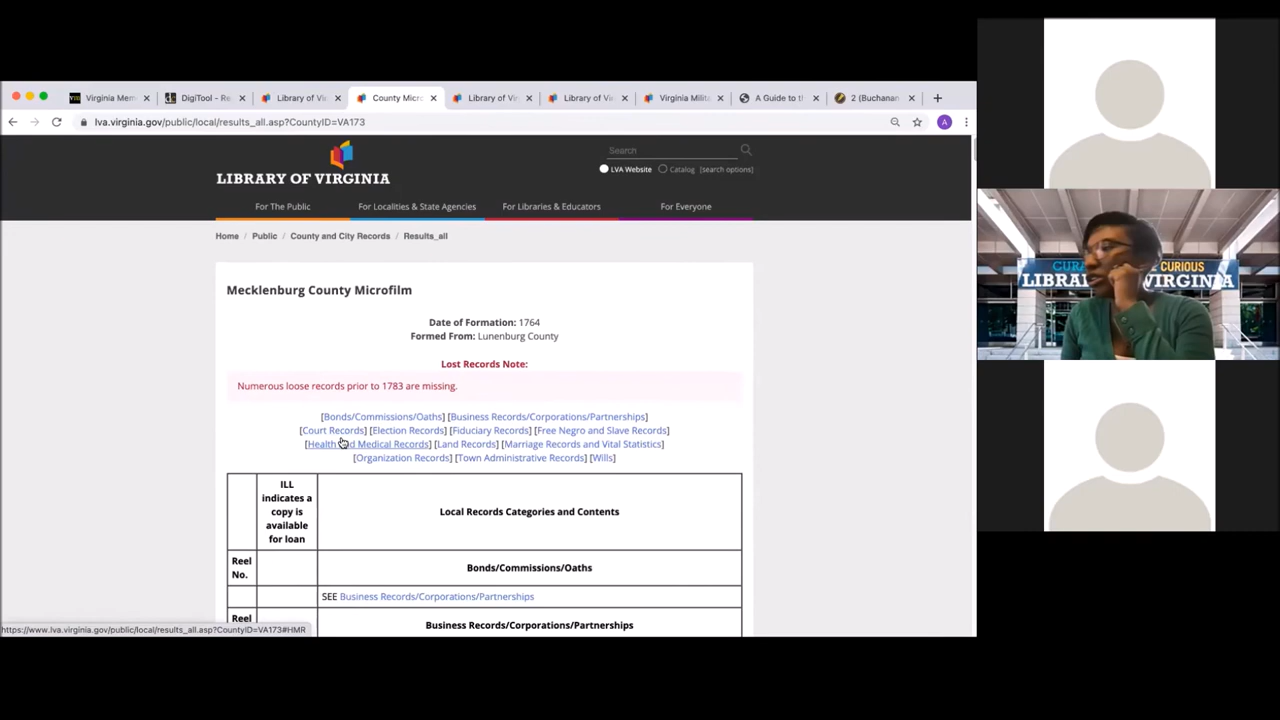 Virginia Mem
DigiTool - Re
Library of Vir
County Micro
Library of Vir
Library of Vir
Virginia Milit
A Guide to th
2 (Buchanan
lva.virginia.gov/public/local/results_all.asp?CountyID=VA173
A
Search
LVA Website Catalog [search options]
LIBRARY OF VIRGINIA
For The Public For Localities & State Agencies For Libraries & Educators For Everyone
Home / Public / County and City Records / Results_all
Mecklenburg County Microfilm
Date of Formation: 1764
Formed From: Lunenburg County
Lost Records Note:
Numerous loose records prior to 1783 are missing.
[Bonds/Commissions/Oaths] [Business Records/Corporations/Partnerships]
[Court Records] [Election Records] [Fiduciary Records] [Free Negro and Slave Records]
[Health and Medical Records] [Land Records] [Marriage Records and Vital Statistics]
[Organization Records] [Town Administrative Records] [Wills]
ILL
indicates a
copy is
available
for loan
Local Records Categories and Contents
Reel
No.
Bonds/Commissions/Oaths
SEE Business Records/Corporations/Partnerships
Reel
Business Records/Corporations/Partnerships
https://www.lva.virginia.gov/public/local/results_all.asp?CountyID=VA173#HMR
CURIOUS
VIRGINIA